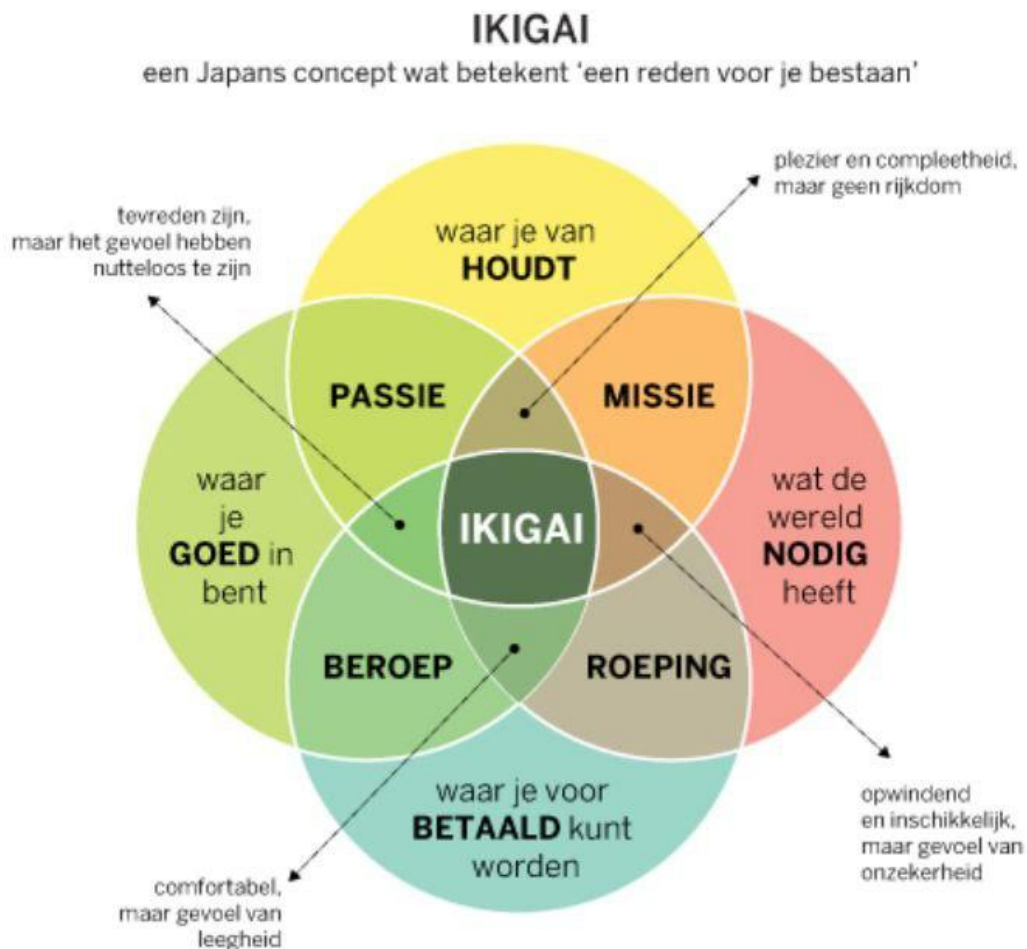 IKIGAI
een Japans concept wat betekent ‘een reden voor je bestaan’
plezier en compleetheid,
maar geen rijkdom
tevreden zijn,
maar het gevoel hebben
nutteloos te zijn
waar je van
HOUDT
PASSIE
MISSIE
waar
je
GOED in
bent
IKIGAI
wat de
wereld
NODIG
heeft
BEROEP
ROEPING
waar je voor
BETAALD kunt
worden
opwindend
en inschikkelijk,
maar gevoel van
onzekerheid
comfortabel,
maar gevoel van
leegheid